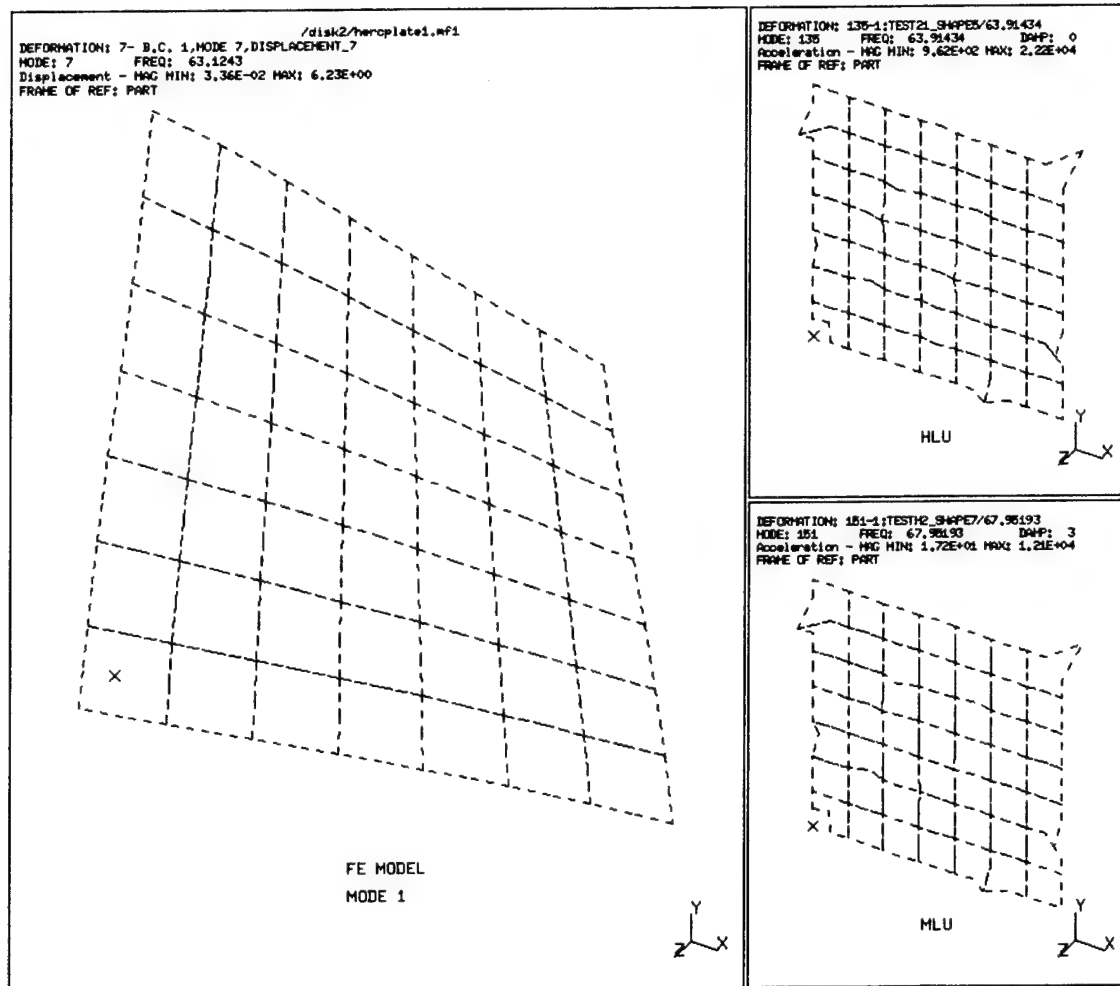 /disk2/hercplate1.mf1
DEFORMATION: 7- B.C. 1,MODE 7,DISPLACEMENT_7
MODE: 7 FREQ: 63.1243
Displacement - MAG MIN: 3.36E-02 MAX: 6.23E+00
FRAME OF REF: PART
FE MODEL
MODE 1
Y
Z X
DEFORMATION: 135-1:TEST21_SHAPE5/63.91434
MODE: 135 FREQ: 63.91434 DAMP: 0
Acceleration - MAG MIN: 9.62E+02 MAX: 2.22E+04
FRAME OF REF: PART
HLU
Y
Z X
DEFORMATION: 151-1:TESTH2_SHAPE7/67.95193
MODE: 151 FREQ: 67.95193 DAMP: 3
Acceleration - MAG MIN: 1.72E+01 MAX: 1.21E+04
FRAME OF REF: PART
MLU
Y
Z X